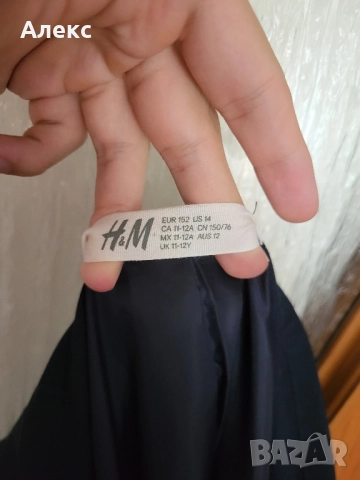 Алекс
H&M
EUR 152 US 14
CA 11-12A CN 150/76
MX 11-12A AUS 12
UK 11-12Y
BAZAR